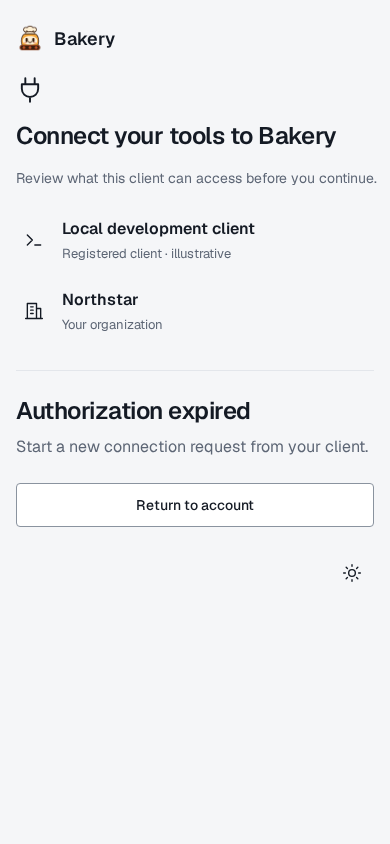 Bakery
Connect your tools to Bakery
Review what this client can access before you continue.
Local development client
Registered client · illustrative
Northstar
Your organization
Authorization expired
Start a new connection request from your client.
Return to account